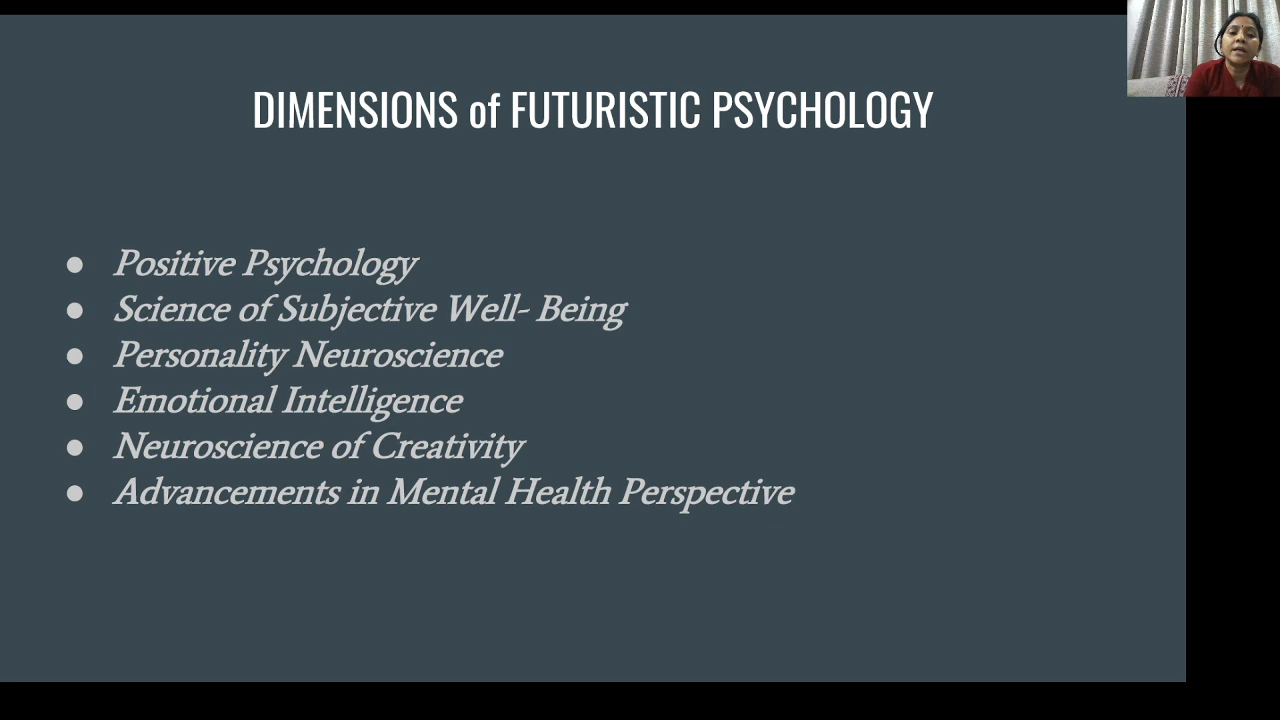 DIMENSIONS of FUTURISTIC PSYCHOLOGY
● Positive Psychology
● Science of Subjective Well- Being
● Personality Neuroscience
● Emotional Intelligence
● Neuroscience of Creativity
● Advancements in Mental Health Perspective